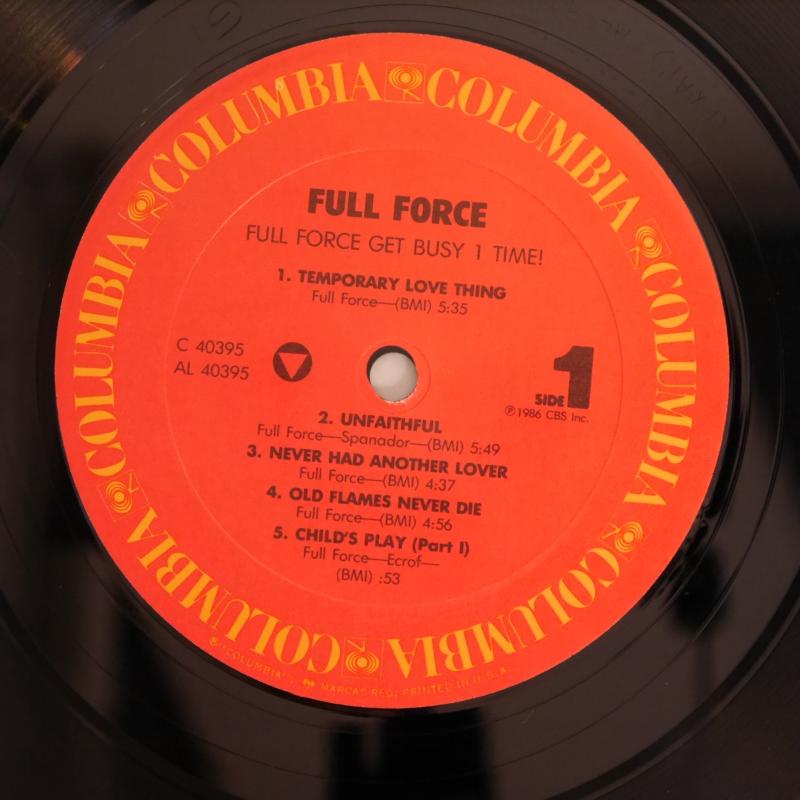 COLUMBIA COLUMBIA COLUMBIA COLUMBIA COLUMBIA COLUMBIA COLUMBIA COLUMBIA
FULL FORCE
FULL FORCE GET BUSY 1 TIME!
1. TEMPORARY LOVE THING
Full Force—(BMI) 5:35
C 40395
AL 40395
SIDE 1
℗1986 CBS Inc.
2. UNFAITHFUL
Full Force—Spanador—(BMI) 5:49
3. NEVER HAD ANOTHER LOVER
Full Force—(BMI) 4:37
4. OLD FLAMES NEVER DIE
Full Force—(BMI) 4:56
5. CHILD'S PLAY (Part I)
Full Force—Ecrof—
(BMI) :53
®"COLUMBIA", MARCAS REG. PRINTED IN U.S.A.